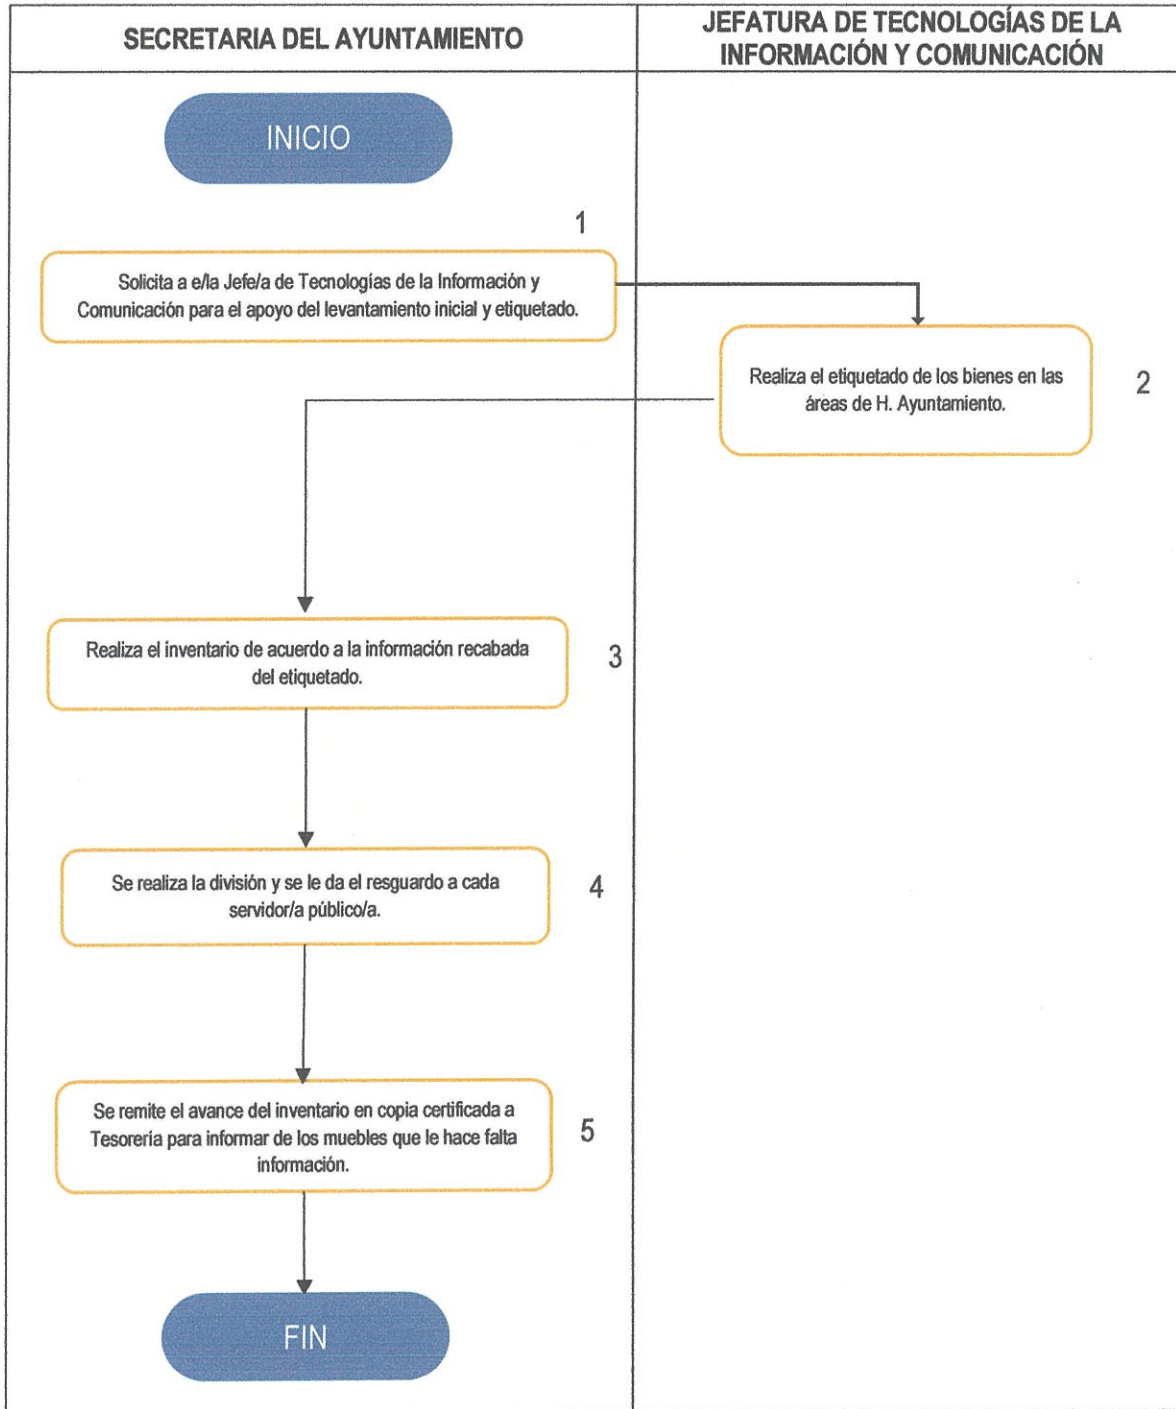 SECRETARIA DEL AYUNTAMIENTO
JEFATURA DE TECNOLOGÍAS DE LA
INFORMACIÓN Y COMUNICACIÓN
INICIO
1
Solicita a e/la Jefe/a de Tecnologías de la Información y
Comunicación para el apoyo del levantamiento inicial y etiquetado.
Realiza el etiquetado de los bienes en las
áreas de H. Ayuntamiento.
2
Realiza el inventario de acuerdo a la información recabada
del etiquetado.
3
Se realiza la división y se le da el resguardo a cada
servidor/a público/a.
4
Se remite el avance del inventario en copia certificada a
Tesorería para informar de los muebles que le hace falta
información.
5
FIN